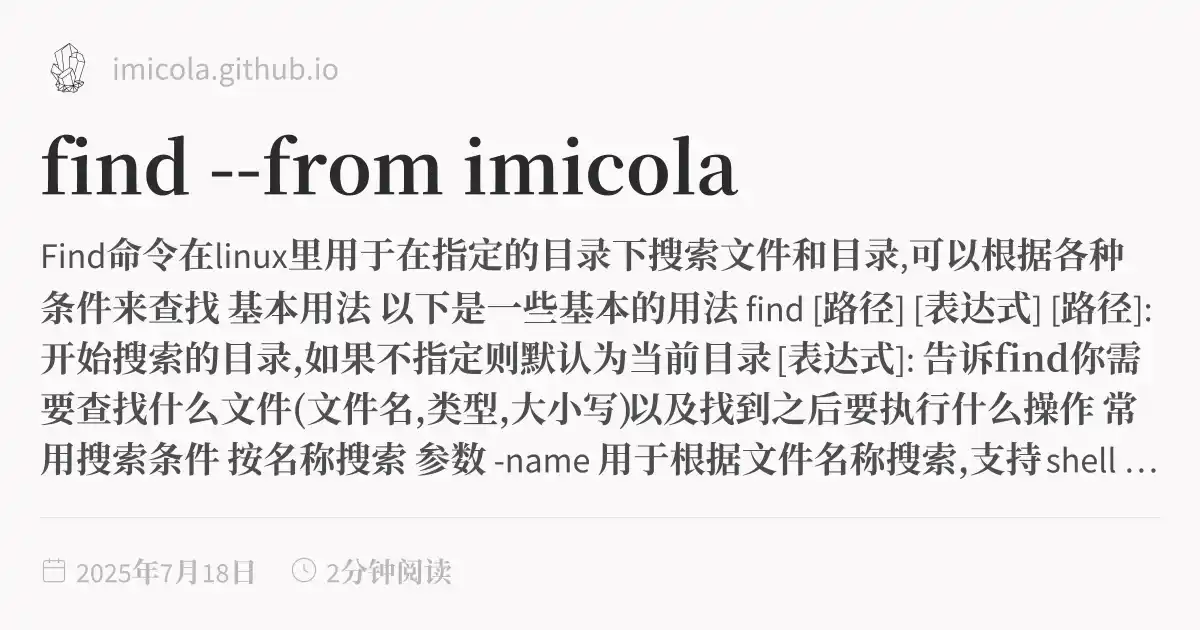 imicola.github.io
find --from imicola
Find命令在linux里用于在指定的目录下搜索文件和目录,可以根据各种
条件来查找 基本用法 以下是一些基本的用法 find [路径] [表达式] [路径]:
开始搜索的目录,如果不指定则默认为当前目录 [表达式]: 告诉find你需
要查找什么文件(文件名,类型,大小写)以及找到之后要执行什么操作 常
用搜索条件 按名称搜索 参数 -name 用于根据文件名称搜索,支持shell …
2025年7月18日
2分钟阅读